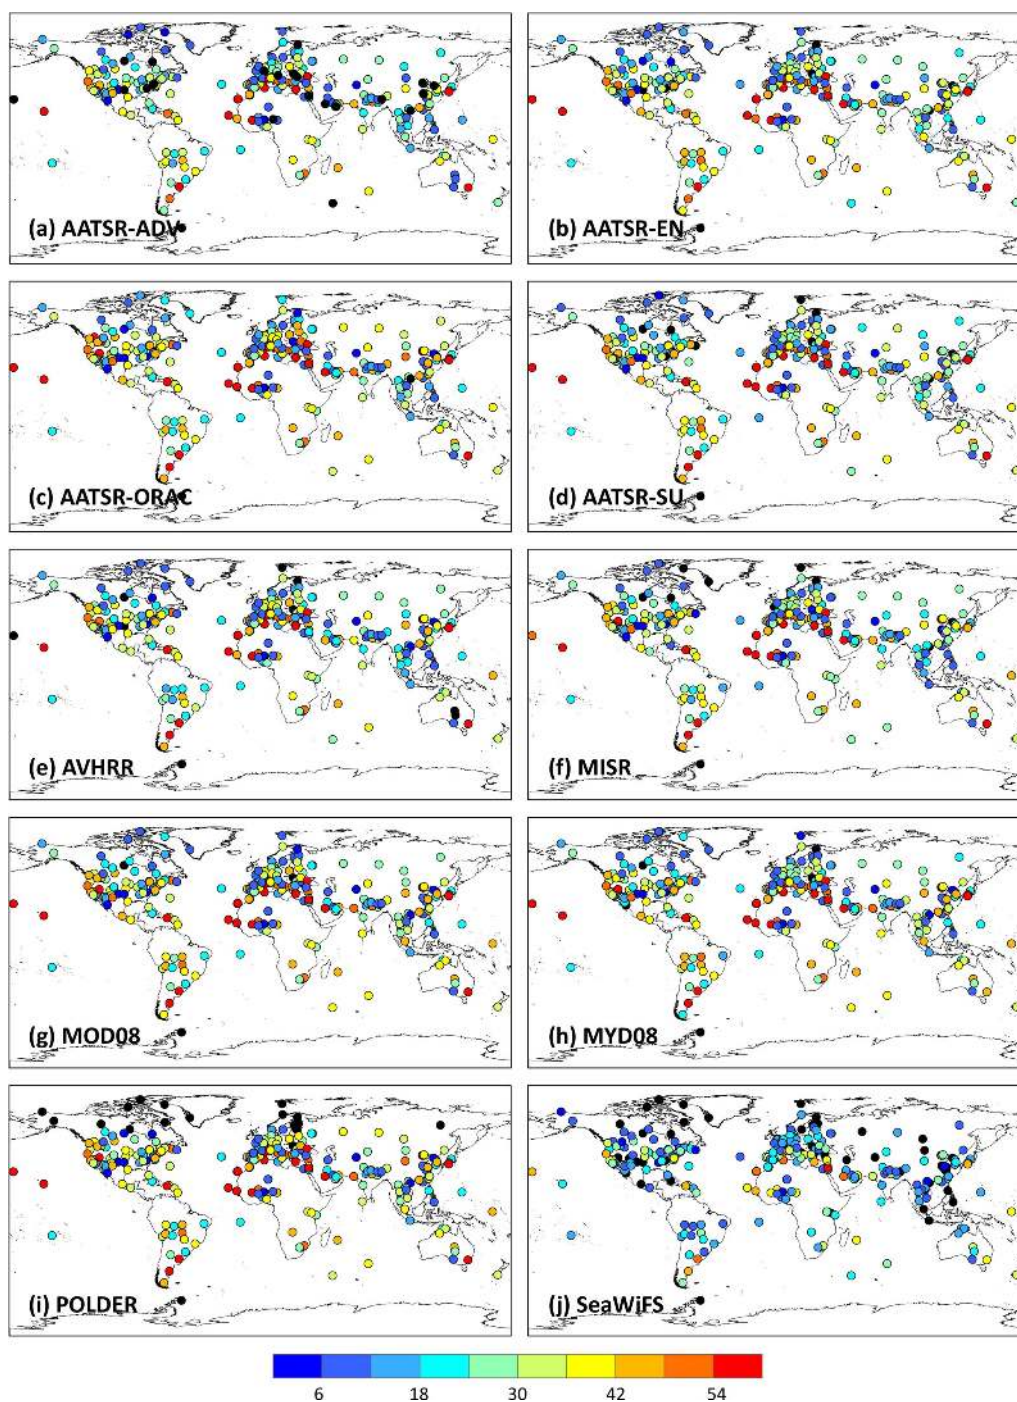 (a) AATSR-ADV
(b) AATSR-EN
(c) AATSR-ORAC
(d) AATSR-SU
(e) AVHRR
(f) MISR
(g) MOD08
(h) MYD08
(i) POLDER
(j) SeaWiFS
6 18 30 42 54